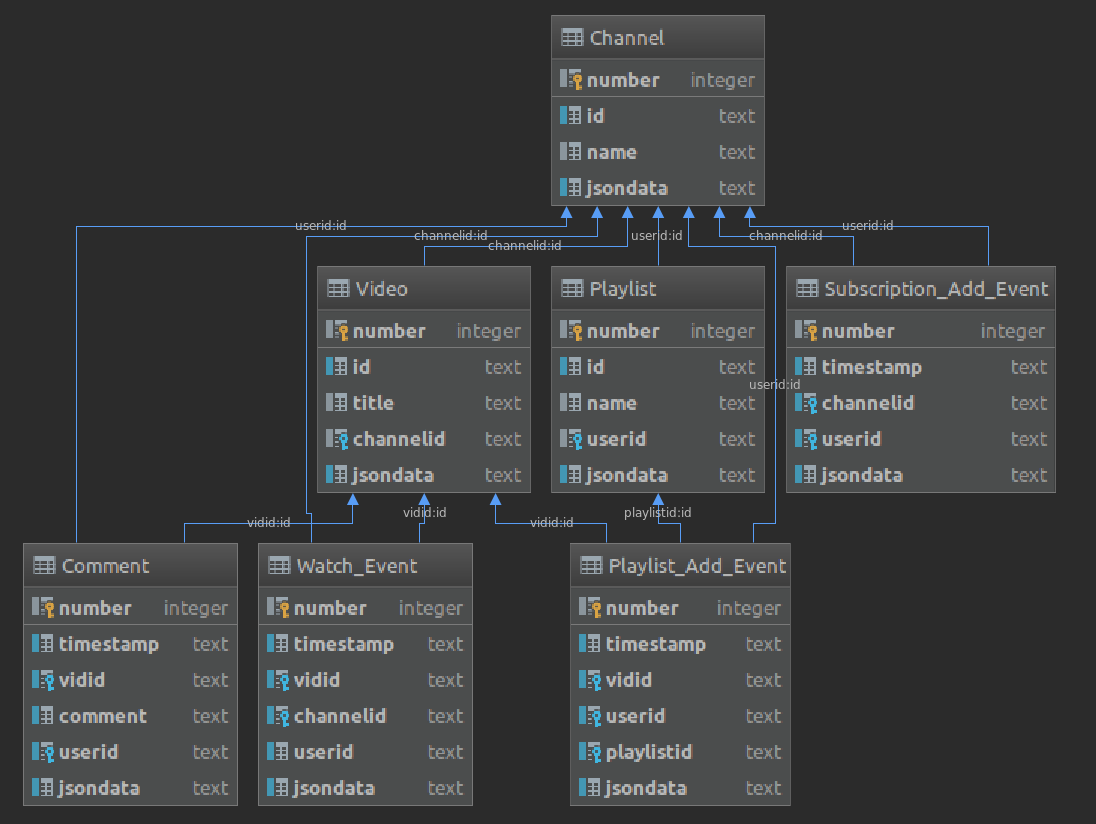 Channel
number integer
id text
name text
jsondata text
userid:id
channelid:id
channelid:id
userid:id
channelid:id
userid:id
Video
number integer
id text
title text
channelid text
jsondata text
Playlist
number integer
id text
name text
userid text
jsondata text
userid:id
Subscription_Add_Event
number integer
timestamp text
channelid text
userid text
jsondata text
vidid:id
vidid:id
vidid:id
playlistid:id
Comment
number integer
timestamp text
vidid text
comment text
userid text
jsondata text
Watch_Event
number integer
timestamp text
vidid text
channelid text
userid text
jsondata text
Playlist_Add_Event
number integer
timestamp text
vidid text
userid text
playlistid text
jsondata text